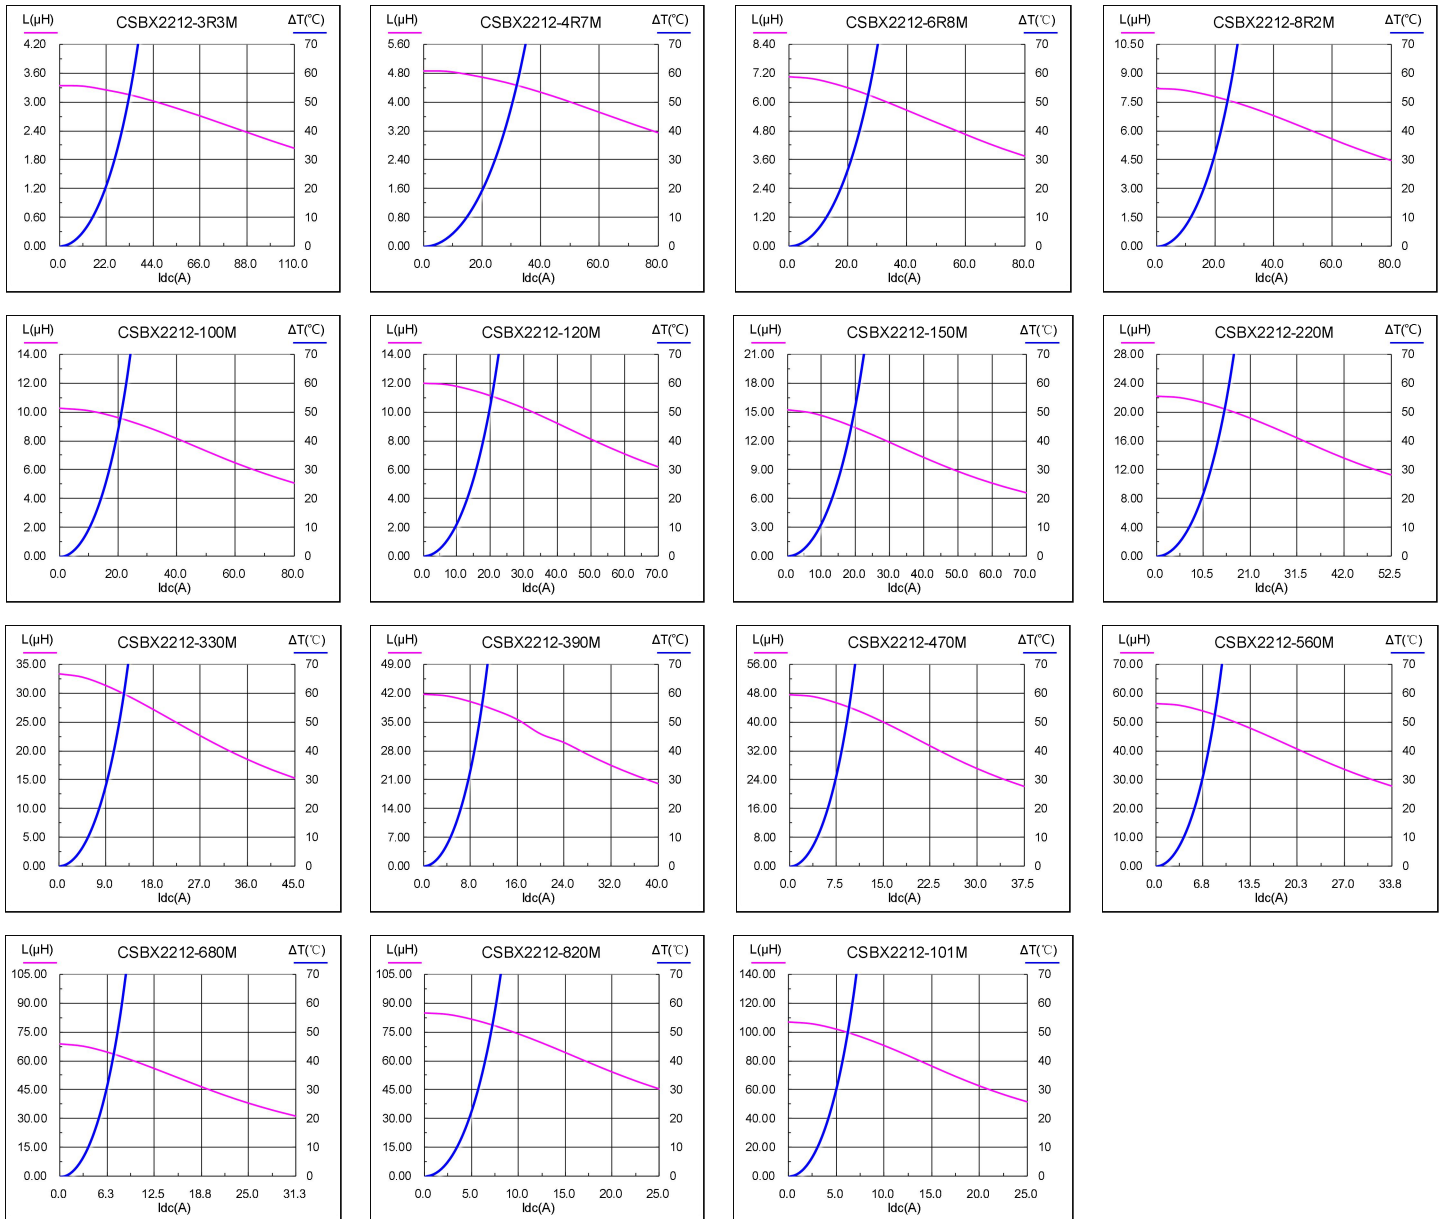 L(μH) CSBX2212-3R3M ΔT(℃)
4.20 70
3.60 60
3.00 50
2.40 40
1.80 30
1.20 20
0.60 10
0.00 0
0.0 22.0 44.0 66.0 88.0 110.0
Idc(A)
L(μH) CSBX2212-4R7M ΔT(℃)
5.60 70
4.80 60
4.00 50
3.20 40
2.40 30
1.60 20
0.80 10
0.00 0
0.0 20.0 40.0 60.0 80.0
Idc(A)
L(μH) CSBX2212-6R8M ΔT(℃)
8.40 70
7.20 60
6.00 50
4.80 40
3.60 30
2.40 20
1.20 10
0.00 0
0.0 20.0 40.0 60.0 80.0
Idc(A)
L(μH) CSBX2212-8R2M ΔT(℃)
10.50 70
9.00 60
7.50 50
6.00 40
4.50 30
3.00 20
1.50 10
0.00 0
0.0 20.0 40.0 60.0 80.0
Idc(A)
L(μH) CSBX2212-100M ΔT(℃)
14.00 70
12.00 60
10.00 50
8.00 40
6.00 30
4.00 20
2.00 10
0.00 0
0.0 20.0 40.0 60.0 80.0
Idc(A)
L(μH) CSBX2212-120M ΔT(℃)
14.00 70
12.00 60
10.00 50
8.00 40
6.00 30
4.00 20
2.00 10
0.00 0
0.0 10.0 20.0 30.0 40.0 50.0 60.0 70.0
Idc(A)
L(μH) CSBX2212-150M ΔT(℃)
21.00 70
18.00 60
15.00 50
12.00 40
9.00 30
6.00 20
3.00 10
0.00 0
0.0 10.0 20.0 30.0 40.0 50.0 60.0 70.0
Idc(A)
L(μH) CSBX2212-220M ΔT(℃)
28.00 70
24.00 60
20.00 50
16.00 40
12.00 30
8.00 20
4.00 10
0.00 0
0.0 10.5 21.0 31.5 42.0 52.5
Idc(A)
L(μH) CSBX2212-330M ΔT(℃)
35.00 70
30.00 60
25.00 50
20.00 40
15.00 30
10.00 20
5.00 10
0.00 0
0.0 9.0 18.0 27.0 36.0 45.0
Idc(A)
L(μH) CSBX2212-390M ΔT(℃)
49.00 70
42.00 60
35.00 50
28.00 40
21.00 30
14.00 20
7.00 10
0.00 0
0.0 8.0 16.0 24.0 32.0 40.0
Idc(A)
L(μH) CSBX2212-470M ΔT(℃)
56.00 70
48.00 60
40.00 50
32.00 40
24.00 30
16.00 20
8.00 10
0.00 0
0.0 7.5 15.0 22.5 30.0 37.5
Idc(A)
L(μH) CSBX2212-560M ΔT(℃)
70.00 70
60.00 60
50.00 50
40.00 40
30.00 30
20.00 20
10.00 10
0.00 0
0.0 6.8 13.5 20.3 27.0 33.8
Idc(A)
L(μH) CSBX2212-680M ΔT(℃)
105.00 70
90.00 60
75.00 50
60.00 40
45.00 30
30.00 20
15.00 10
0.00 0
0.0 6.3 12.5 18.8 25.0 31.3
Idc(A)
L(μH) CSBX2212-820M ΔT(℃)
105.00 70
90.00 60
75.00 50
60.00 40
45.00 30
30.00 20
15.00 10
0.00 0
0.0 5.0 10.0 15.0 20.0 25.0
Idc(A)
L(μH) CSBX2212-101M ΔT(℃)
140.00 70
120.00 60
100.00 50
80.00 40
60.00 30
40.00 20
20.00 10
0.00 0
0.0 5.0 10.0 15.0 20.0 25.0
Idc(A)